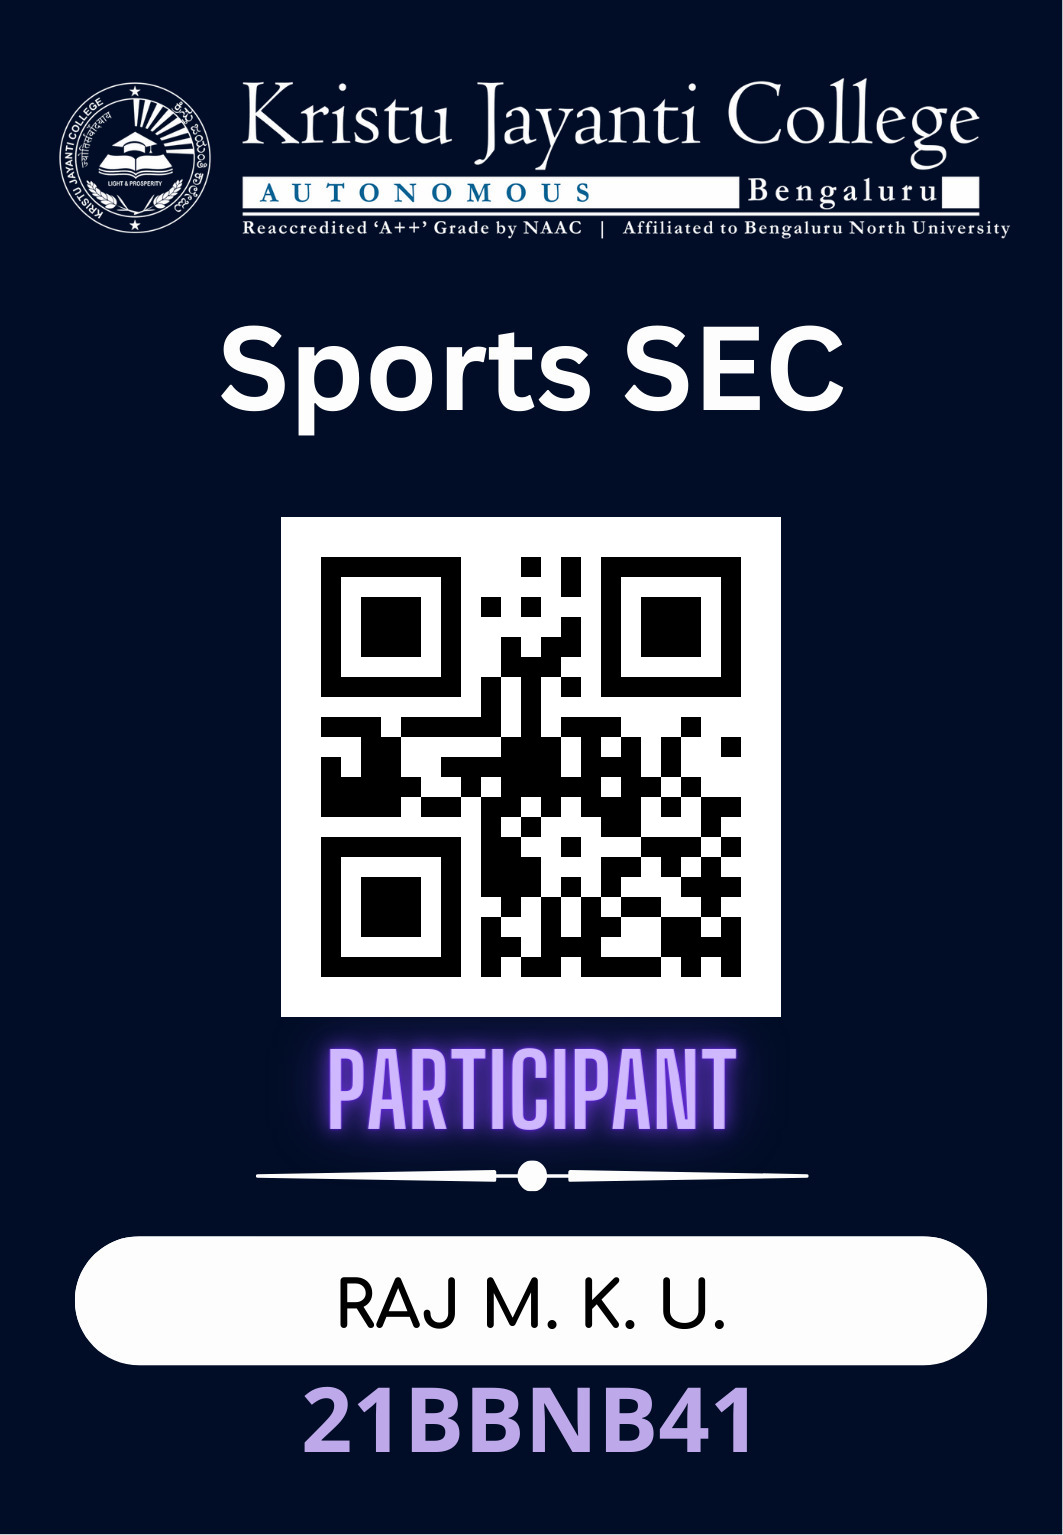 KRISTU JAYANTI COLLEGE
ज्योतिसंवादयाय
LIGHT & PROSPERITY
Kristu Jayanti College
AUTONOMOUS Bengaluru
Reaccredited ‘A++’ Grade by NAAC | Affiliated to Bengaluru North University
Sports SEC
PARTICIPANT
RAJ M. K. U.
21BBNB41